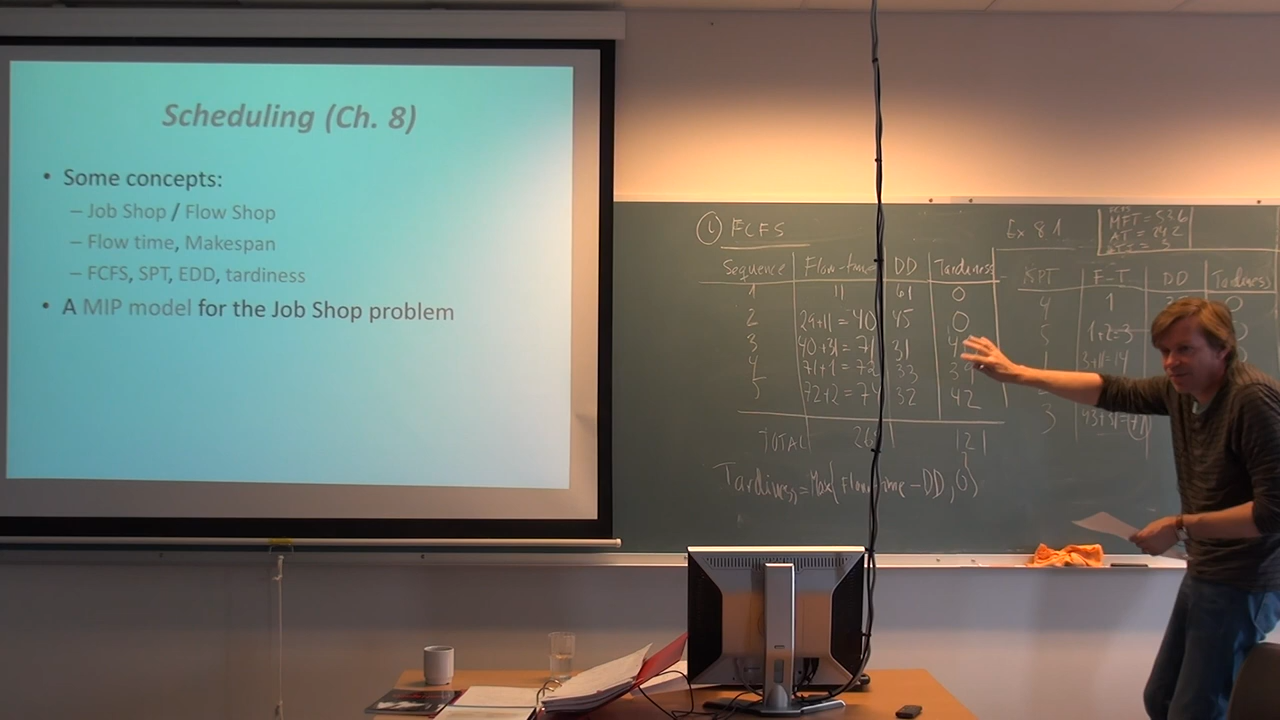 Scheduling (Ch. 8)
• Some concepts:
– Job Shop / Flow Shop
– Flow time, Makespan
– FCFS, SPT, EDD, tardiness
• A MIP model for the Job Shop problem
1 FCFS
Sequence Flow-time DD Tardiness
1 11 61 0
2 29+11=40 45 0
3 40+31=71 31
4 71+1=72 33 39
5 72+2=74 32 42
TOTAL 121
Tardiness=Max(Flow-time-DD,0)
Ex 8.1
FCFS
MFT=53.6
AT=24.2
SPT F-T DD Tardiness
4 1
5 1+2=3
3+11=14
3 43+31=